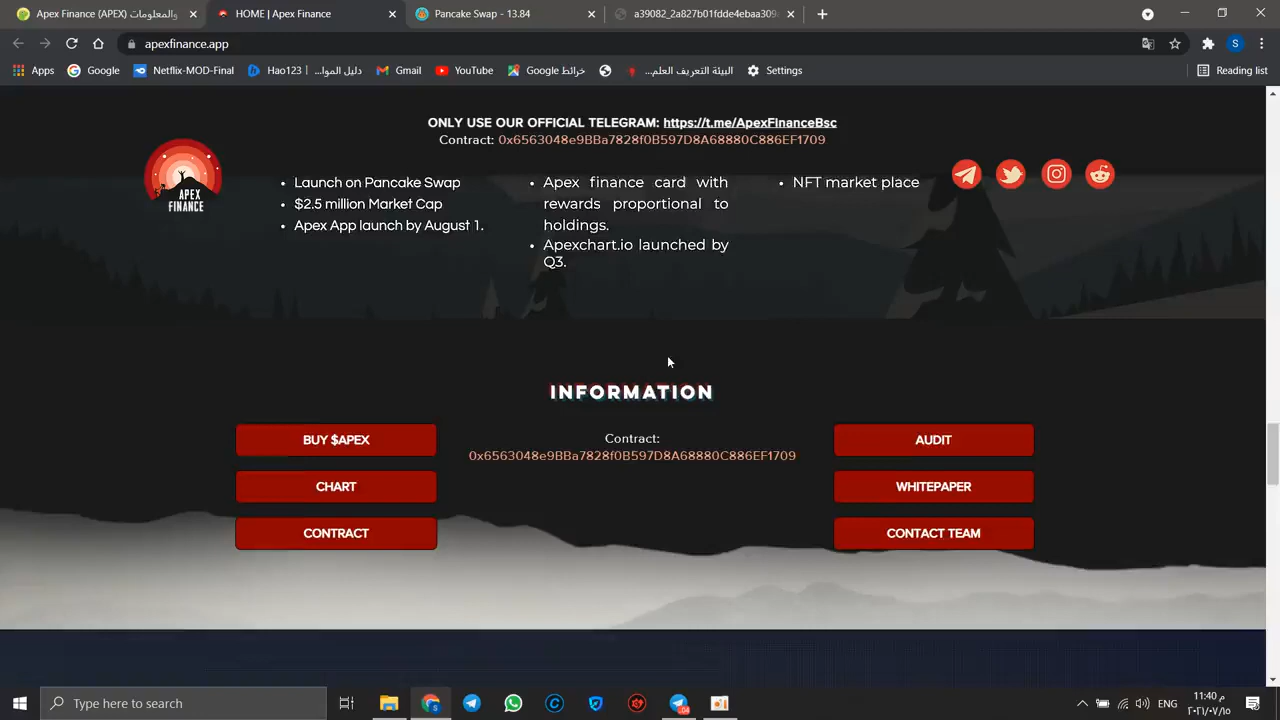 Apex Finance (APEX) والمعلومات
HOME | Apex Finance
Pancake Swap - 13.84
a39082_2a827b01fdde4ebaa309
apexfinance.app
S
Apps
Google
Netflix-MOD-Final
Hao123
دليل الموا...
Gmail
YouTube
خرائط Google
البيئة التعريف العلم...
Settings
Reading list
ONLY USE OUR OFFICIAL TELEGRAM: https://t.me/ApexFinanceBsc
Contract: 0x6563048e9BBa7828f0B597D8A68880C886EF1709
APEX
FINANCE
• Launch on Pancake Swap
• $2.5 million Market Cap
• Apex App launch by August 1.
• Apex finance card with
rewards proportional to
holdings.
• Apexchart.io launched by
Q3.
• NFT market place
INFORMATION
BUY $APEX
CHART
CONTRACT
Contract:
0x6563048e9BBa7828f0B597D8A68880C886EF1709
AUDIT
WHITEPAPER
CONTACT TEAM
Type here to search
ENG
11:40 م
٢٠٢١/٠٧/١٥